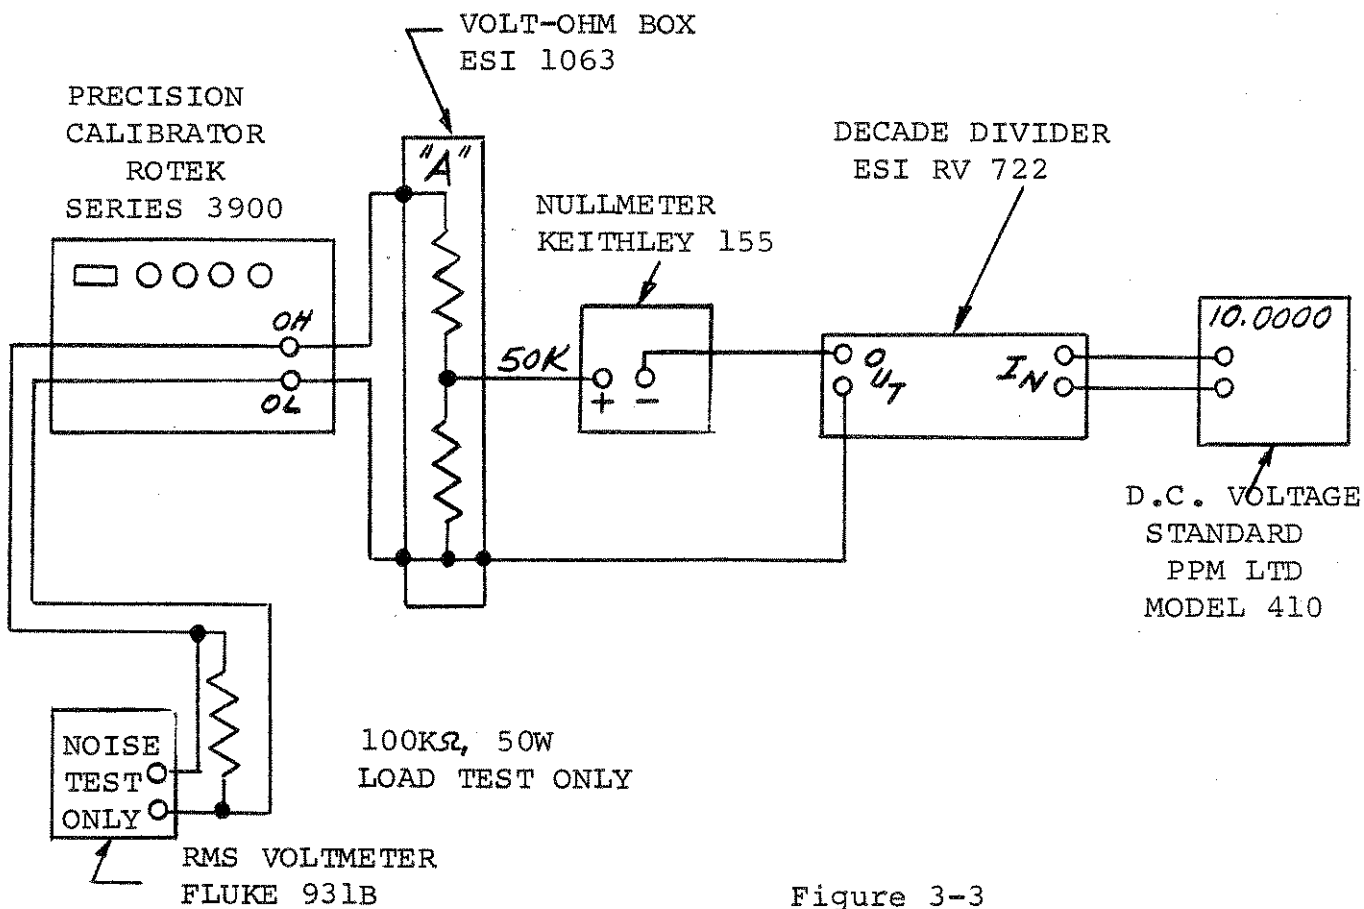 VOLT-OHM BOX
ESI 1063
PRECISION
CALIBRATOR
ROTEK
SERIES 3900
"A"
DECADE DIVIDER
ESI RV 722
NULLMETER
KEITHLEY 155
OH
OL
50K
+ -
OUT
IN
10.0000
D.C. VOLTAGE
STANDARD
PPM LTD
MODEL 410
NOISE
TEST
ONLY
100KΩ, 50W
LOAD TEST ONLY
RMS VOLTMETER
FLUKE 931B
Figure 3-3